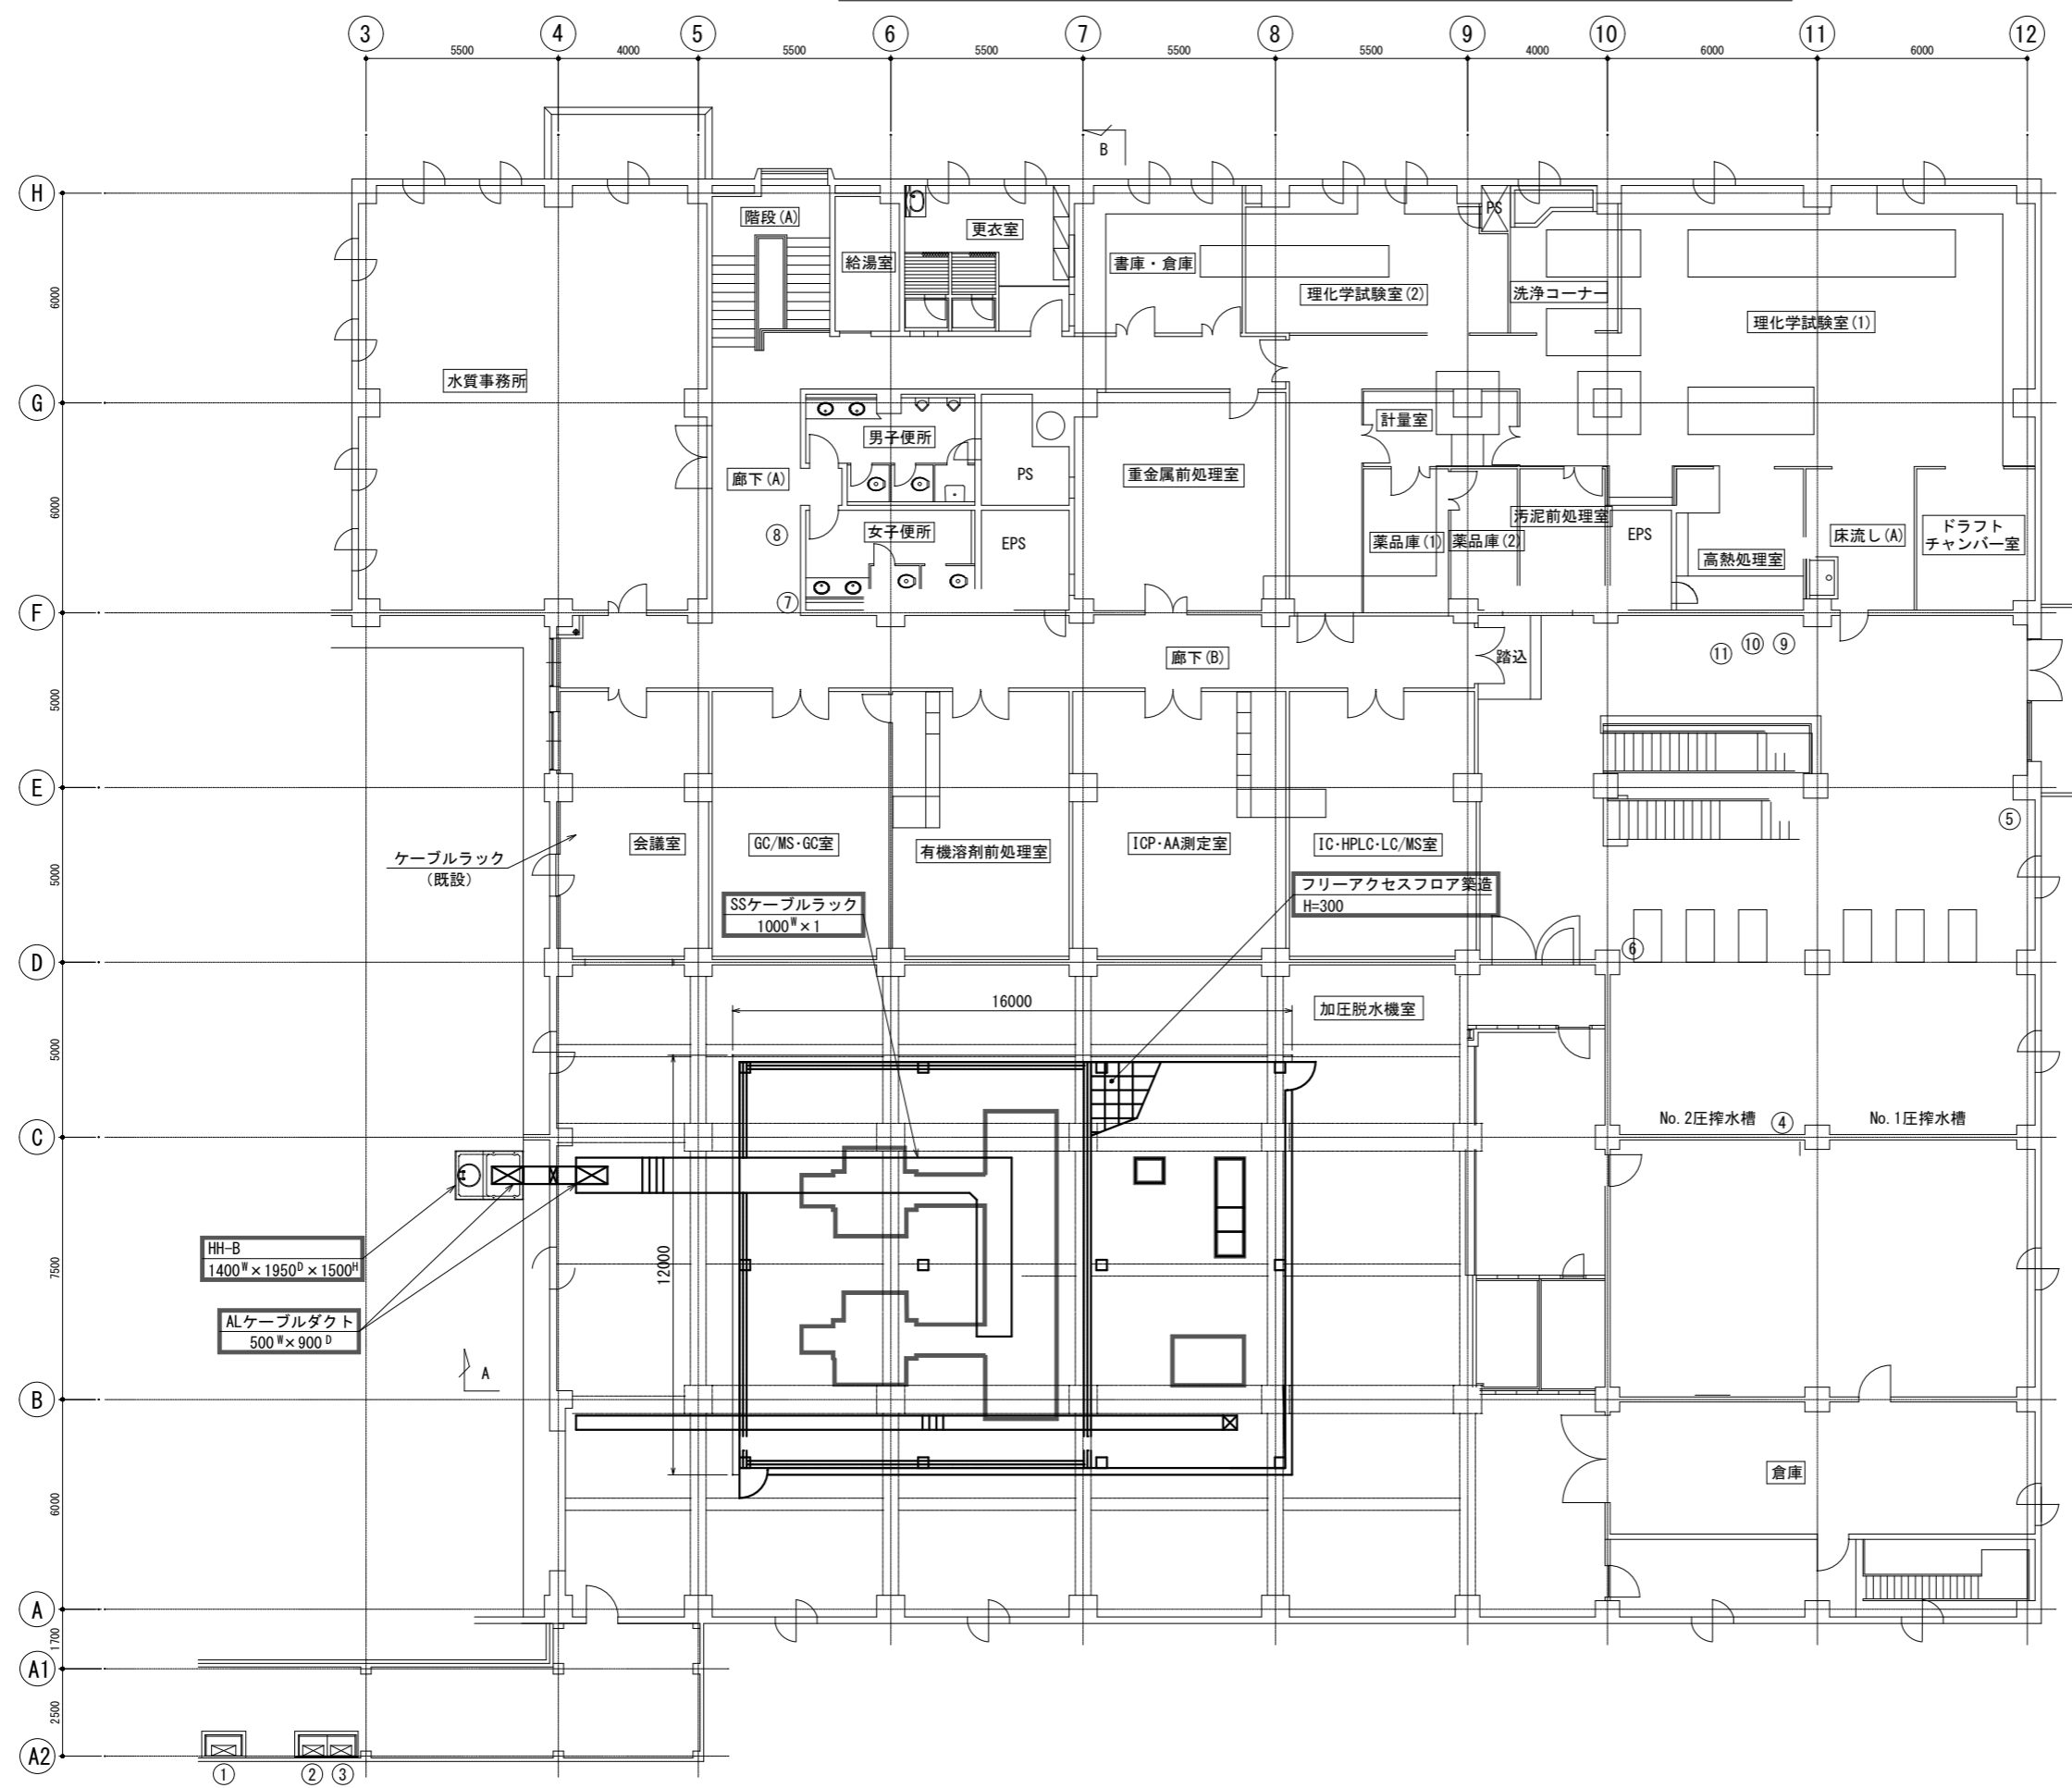 3 4 5 6 7 8 9 10 11 12
5500 4000 5500 5500 5500 5500 4000 6000 6000
B
H
階段(A)
更衣室
PS
給湯室
書庫・倉庫
理化学試験室(2)
洗浄コーナー
理化学試験室(1)
6000
水質事務所
G
計量室
男子便所
廊下(A)
PS
重金属前処理室
6000
汚泥前処理室
ドラフト
チャンバー室
⑧
女子便所
EPS
薬品庫(1)
薬品庫(2)
EPS
高熱処理室
床流し(A)
⑦
F
廊下(B)
踏込
⑪ ⑩ ⑨
5000
E
⑤
会議室
GC/MS・GC室
有機溶剤前処理室
ICP・AA測定室
IC・HPLC・LC/MS室
ケーブルラック
(既設)
5000
SSケーブルラック
1000W×1
フリーアクセスフロア築造
H=300
⑥
D
16000
加圧脱水機室
5000
No.2圧搾水槽
④
No.1圧搾水槽
C
HH-B
1400W×1950D×1500H
12000
7500
ALケーブルダクト
500W×900D
A
B
倉庫
6000
A
1700
A1
2500
A2
① ② ③